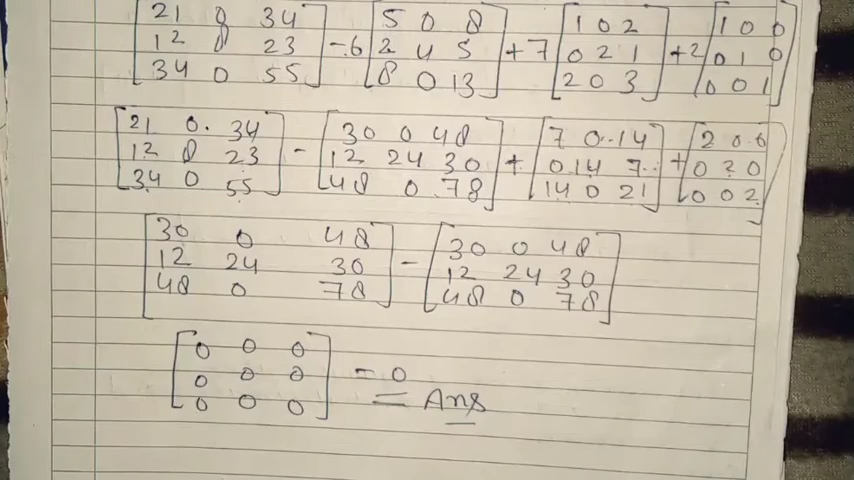 21 0 34 5 0 8 1 0 2 1 0 0
12 8 23 -6 2 4 5 +7 0 2 1 +2 0 1 0
34 0 55 8 0 13 2 0 3 0 0 1
21 0. 34 30 0 48 7 0..14 2 0.0
12 8 23 - 12 24 30 + 0 14 7.. + 0 2 0
34 0 55 48 0 78 14 0 21 0 0 2
30 0 48 30 0 48
12 24 30 - 12 24 30
48 0 78 48 0 78
0 0 0
0 0 0 = 0
0 0 0 = Ans